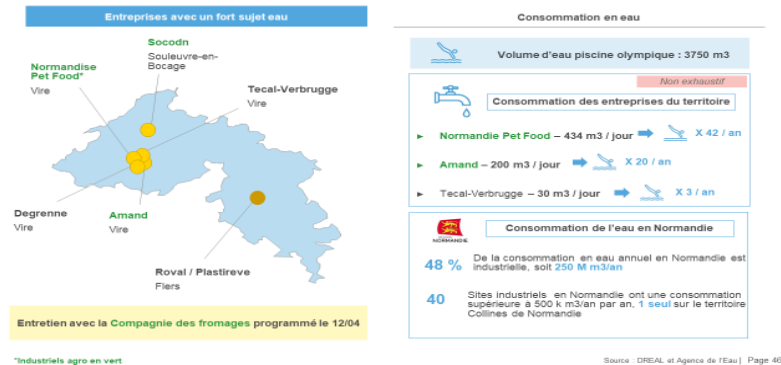 Entreprises avec un fort sujet eau
Socodn
Souleuvre-en-
Bocage
Normandise
Pet Food*
Vire
Tecal-Verbrugge
Vire
Degrenne
Vire
Amand
Vire
Roval / Plastireve
Flers
Entretien avec la Compagnie des fromages programmé le 12/04
*Industriels agro en vert
Consommation en eau
Volume d'eau piscine olympique : 3750 m3
Non exhaustif
Consommation des entreprises du territoire
► Normandie Pet Food – 434 m3 / jour X 42 / an
► Amand – 200 m3 / jour X 20 / an
► Tecal-Verbrugge – 30 m3 / jour X 3 / an
NORMANDIE
Consommation de l'eau en Normandie
48 % De la consommation en eau annuel en Normandie est
industrielle, soit 250 M m3/an
40 Sites industriels en Normandie ont une consommation
supérieure à 500 k m3/an par an, 1 seul sur le territoire
Collines de Normandie
Source : DREAL et Agence de l'Eau | Page 46